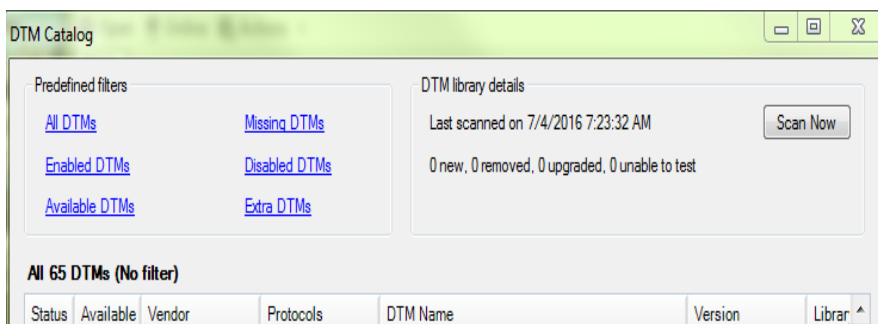 DTM Catalog
Predefined filters
All DTMs Missing DTMs
Enabled DTMs Disabled DTMs
Available DTMs Extra DTMs
DTM library details
Last scanned on 7/4/2016 7:23:32 AM Scan Now
0 new, 0 removed, 0 upgraded, 0 unable to test
All 65 DTMs (No filter)
Status Available Vendor Protocols DTM Name Version Librar